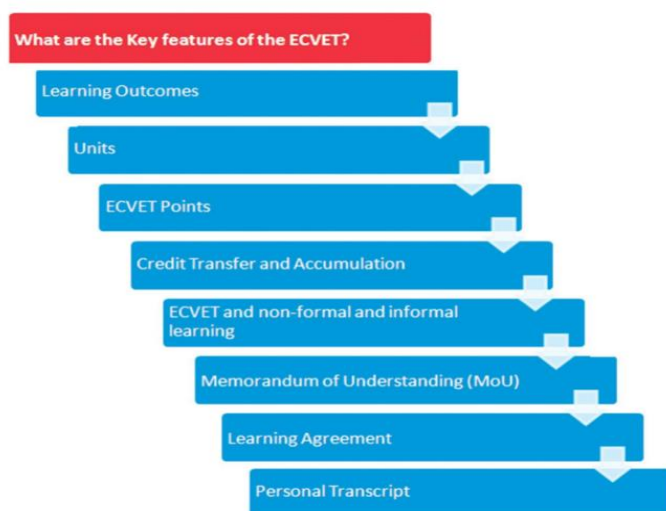 What are the Key features of the ECVET?
Learning Outcomes
Units
ECVET Points
Credit Transfer and Accumulation
ECVET and non-formal and informal
learning
Memorandum of Understanding (MoU)
Learning Agreement
Personal Transcript